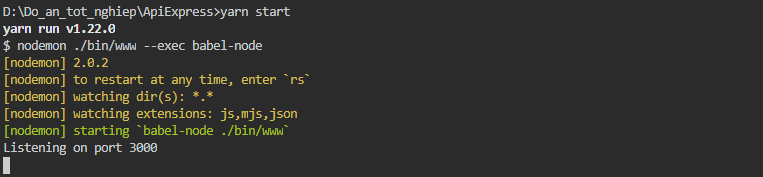 D:\Do_an_tot_nghiep\ApiExpress>yarn start
yarn run v1.22.0
$ nodemon ./bin/www --exec babel-node
[nodemon] 2.0.2
[nodemon] to restart at any time, enter `rs`
[nodemon] watching dir(s): *.*
[nodemon] watching extensions: js,mjs,json
[nodemon] starting `babel-node ./bin/www`
Listening on port 3000